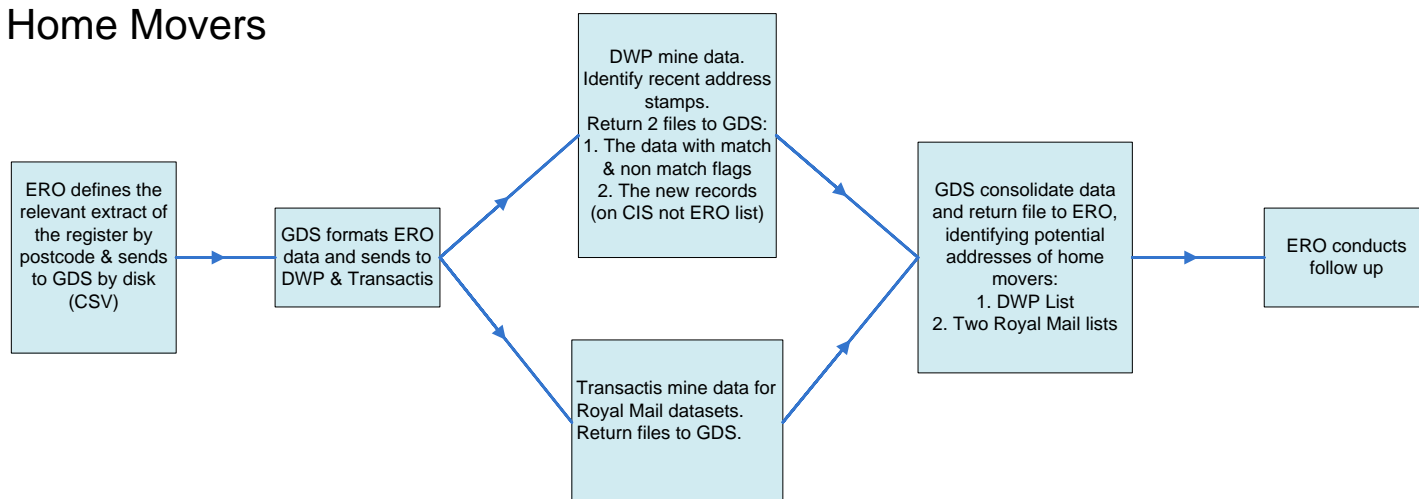 Home Movers
ERO defines the
relevant extract of
the register by
postcode & sends
to GDS by disk
(CSV)
GDS formats ERO
data and sends to
DWP & Transactis
DWP mine data.
Identify recent address
stamps.
Return 2 files to GDS:
1. The data with match
& non match flags
2. The new records
(on CIS not ERO list)
Transactis mine data for
Royal Mail datasets.
Return files to GDS.
GDS consolidate data
and return file to ERO,
identifying potential
addresses of home
movers:
1. DWP List
2. Two Royal Mail lists
ERO conducts
follow up